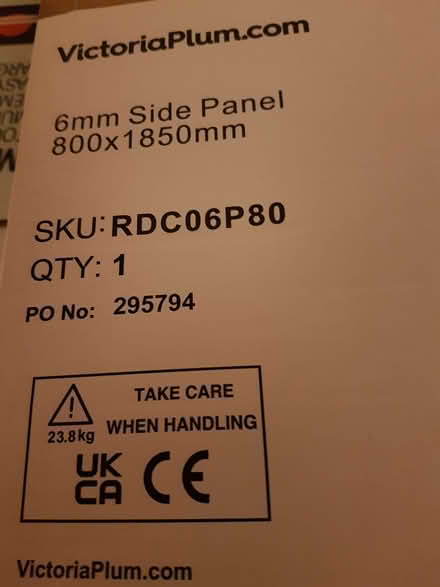 VictoriaPlum.com
6mm Side Panel
800x1850mm
SKU: RDC06P80
QTY: 1
PO No: 295794
TAKE CARE
WHEN HANDLING
23.8kg
UK
CA CE
VictoriaPlum.com